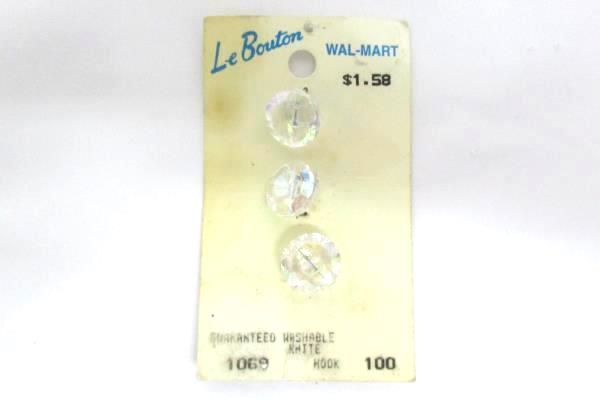 Le Bouton
WAL-MART
$1.58
GUARANTEED WASHABLE
WHITE
1069 HOOK 100